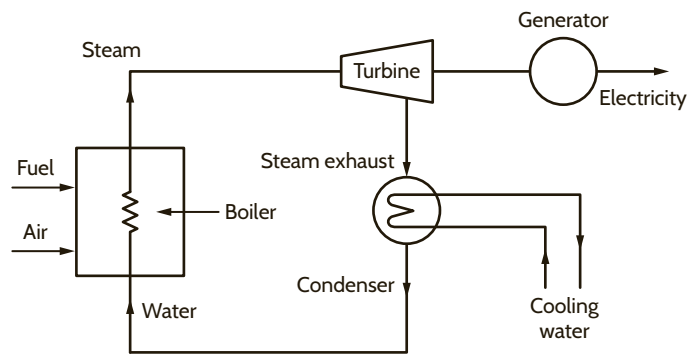 Generator
Steam
Turbine
Electricity
Steam exhaust
Fuel
Boiler
Air
Condenser
Water
Cooling
water